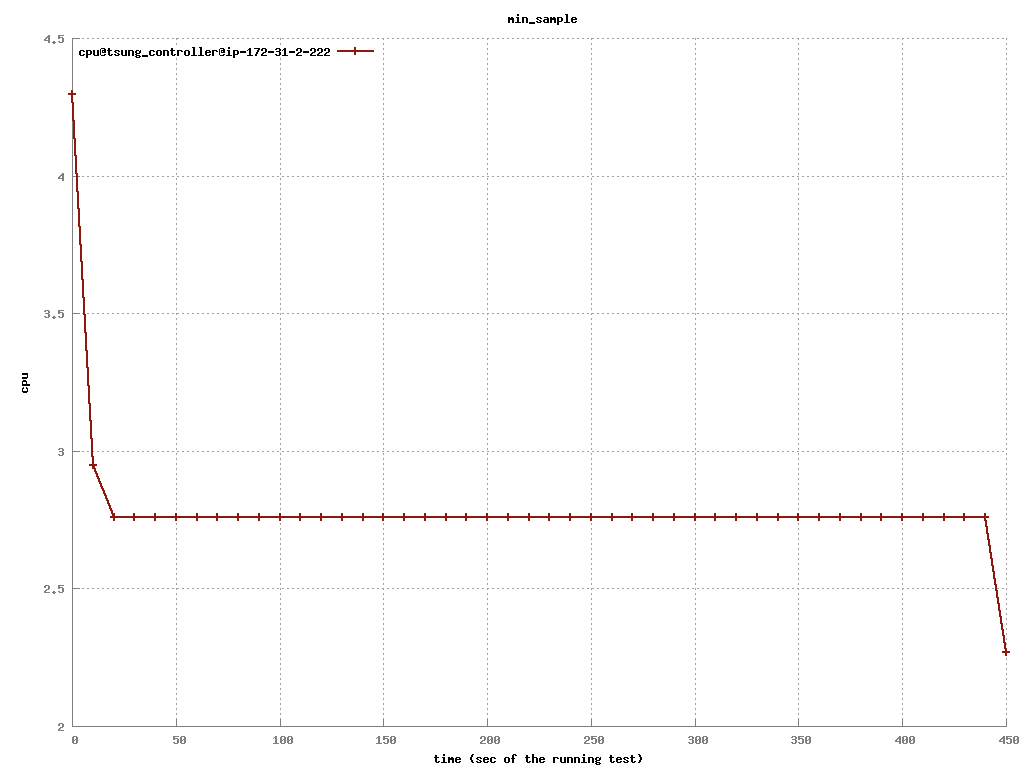 min_sample
cpu@tsung_controller@ip-172-31-2-222
4.5
4
3.5
3
2.5
2
cpu
0 50 100 150 200 250 300 350 400 450
time (sec of the running test)